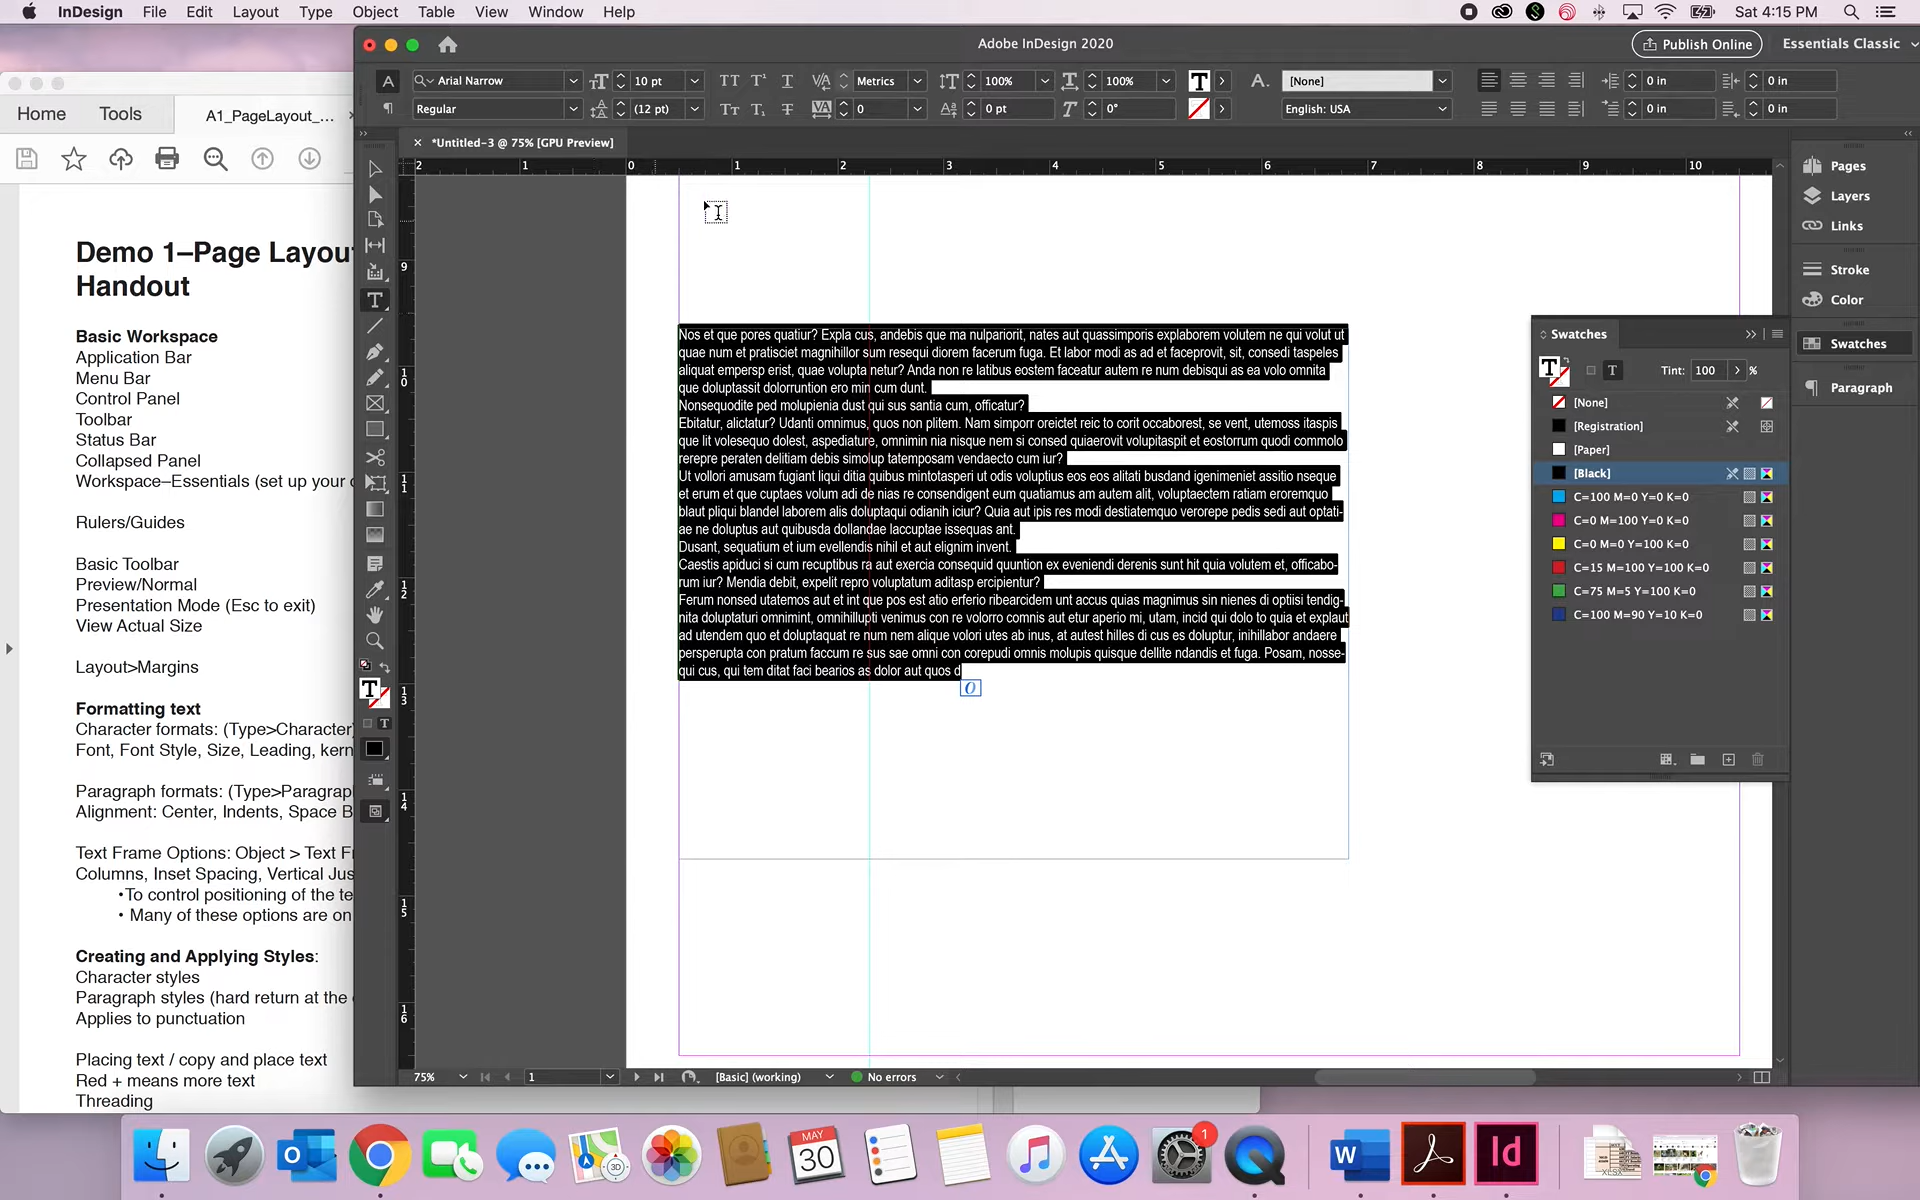 InDesign File Edit Layout Type Object Table View Window Help
Sat 4:15 PM
Adobe InDesign 2020
Publish Online
Essentials Classic
Home Tools A1_PageLayout_...
Arial Narrow 10 pt Metrics 100% 100% [None] 0 in 0 in
Regular (12 pt) 0 0 pt 0° English: USA 0 in 0 in
*Untitled-3 @ 75% [GPU Preview]
2 1 0 1 2 3 4 5 6 7 8 9 10
Demo 1–Page Layou
Handout
Basic Workspace
Application Bar
Menu Bar
Control Panel
Toolbar
Status Bar
Collapsed Panel
Workspace–Essentials (set up your
Rulers/Guides
Basic Toolbar
Preview/Normal
Presentation Mode (Esc to exit)
View Actual Size
Layout>Margins
Formatting text
Character formats: (Type>Character)
Font, Font Style, Size, Leading, kern
Paragraph formats: (Type>Paragraph
Alignment: Center, Indents, Space B
Text Frame Options: Object > Text Fr
Columns, Inset Spacing, Vertical Jus
•To control positioning of the te
• Many of these options are on
Creating and Applying Styles:
Character styles
Paragraph styles (hard return at the
Applies to punctuation
Placing text / copy and place text
Red + means more text
Threading
9
10
11
12
13
14
15
16
Nos et que pores quatiur? Expla cus, andebis que ma nulpariorit, nates aut quassimporis explaborem volutem ne qui volut ut
quae num et pratisciet magnihillor sum resequi diorem facerum fuga. Et labor modi as ad et faceprovit, sit, consedi taspeles
aliquat empersp erist, quae volupta netur? Anda non re latibus eostem faceatur autem re num debisqui as ea volo omnita
que doluptassit dolorruntion ero min cum dunt.
Nonsequodite ped molupienia dust qui sus santia cum, officatur?
Ebitatur, alictatur? Udanti omnimus, quos non plitem. Nam simporr oreictet reic to corit occaborest, se vent, utemoss itaspis
que lit volesequo dolest, aspediature, omnimin nia nisque nem si consed quiaerovit volupitaspit et eostorrum quodi commolo
rerepre peraten delitiam debis simolup tatemposam vendaecto cum iur?
Ut vollori amusam fugiant liqui ditia quibus mintotasperi ut odis voluptius eos eos alitati busdand igenimeniet assitio nseque
et erum et que cuptaes volum adi de nias re consendigent eum quatiamus am autem alit, voluptaectem ratiam eroremquo
blaut pliqui blandel laborem alis doluptaqui odianih iciur? Quia aut ipis res modi destiatemquo verorepe pedis sedi aut optati-
ae ne doluptus aut quibusda dollandae laccuptae issequas ant.
Dusant, sequatium et ium evellendis nihil et aut elignim invent.
Caestis apiduci si cum recuptibus ra aut exercia consequid quuntion ex eveniendi derenis sunt hit quia volutem et, officabo-
rum iur? Mendia debit, expelit repro voluptatum aditasp ercipientur?
Ferum nonsed utatemos aut et int que pos est atio erferio ribearcidem unt accus quias magnimus sin nienes di optiisi tendig-
nita doluptaturi omnimint, omnihillupti venimus con re volorro comnis aut etur aperio mi, utam, incid qui dolo to quia et explaut
ad utendem quo et doluptaquat re num nem alique volori utes ab inus, at autest hilles di cus es doluptur, inihillabor andaere
persperupta con pratum faccum re sus sae omni con corepudi omnis molupis quisque dellite ndandis et fuga. Posam, nosse-
qui cus, qui tem ditat faci bearios as dolor aut quos d
Pages
Layers
Links
Stroke
Color
Swatches
Paragraph
Swatches
Tint: 100 %
[None]
[Registration]
[Paper]
[Black]
C=100 M=0 Y=0 K=0
C=0 M=100 Y=0 K=0
C=0 M=0 Y=100 K=0
C=15 M=100 Y=100 K=0
C=75 M=5 Y=100 K=0
C=100 M=90 Y=10 K=0
75% 1 [Basic] (working) No errors
MAY
30
3D
1
W
Id
XLSX